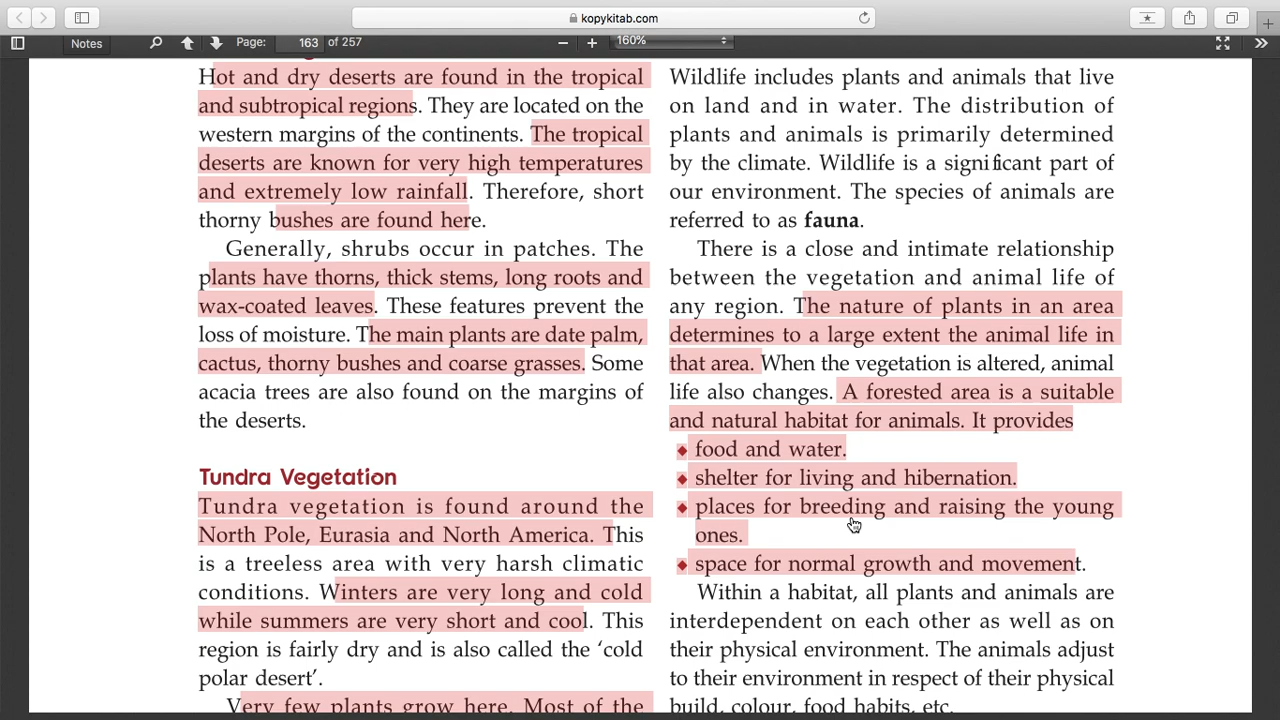 kopykitab.com
Notes
Page: 163 of 257
160%
Hot and dry deserts are found in the tropical
and subtropical regions. They are located on the
western margins of the continents. The tropical
deserts are known for very high temperatures
and extremely low rainfall. Therefore, short
thorny bushes are found here.
Generally, shrubs occur in patches. The
plants have thorns, thick stems, long roots and
wax-coated leaves. These features prevent the
loss of moisture. The main plants are date palm,
cactus, thorny bushes and coarse grasses. Some
acacia trees are also found on the margins of
the deserts.
Tundra Vegetation
Tundra vegetation is found around the
North Pole, Eurasia and North America. This
is a treeless area with very harsh climatic
conditions. Winters are very long and cold
while summers are very short and cool. This
region is fairly dry and is also called the ‘cold
polar desert’.
Very few plants grow here. Most of the
Wildlife includes plants and animals that live
on land and in water. The distribution of
plants and animals is primarily determined
by the climate. Wildlife is a significant part of
our environment. The species of animals are
referred to as fauna.
There is a close and intimate relationship
between the vegetation and animal life of
any region. The nature of plants in an area
determines to a large extent the animal life in
that area. When the vegetation is altered, animal
life also changes. A forested area is a suitable
and natural habitat for animals. It provides
◆ food and water.
◆ shelter for living and hibernation.
◆ places for breeding and raising the young
ones.
◆ space for normal growth and movement.
Within a habitat, all plants and animals are
interdependent on each other as well as on
their physical environment. The animals adjust
to their environment in respect of their physical
build, colour, food habits, etc.